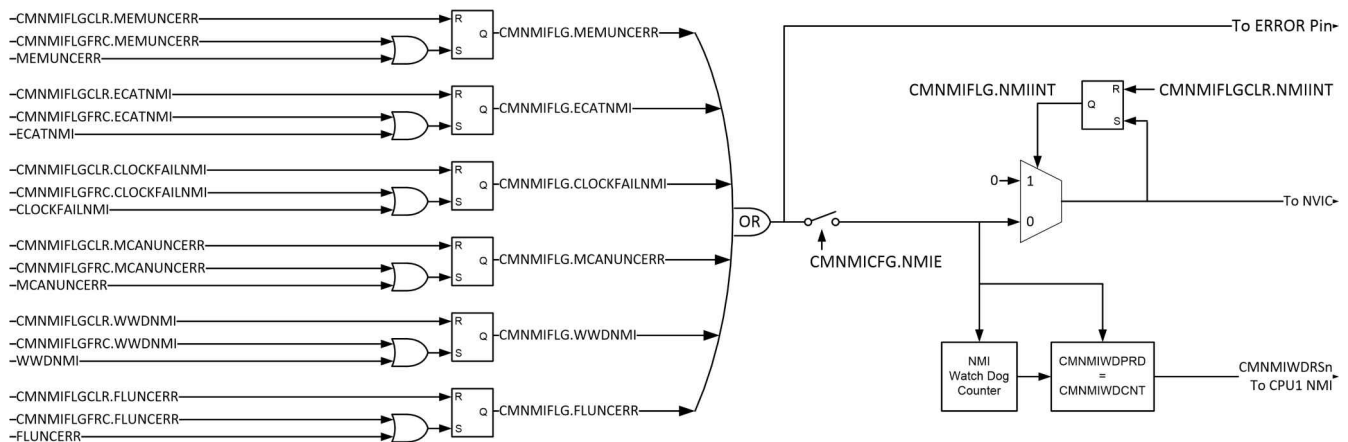 CMNMIFLGCLR.MEMUNCERR
CMNMIFLGFRC.MEMUNCERR
MEMUNCERR
R
Q
S
CMNMIFLG.MEMUNCERR
CMNMIFLGCLR.ECATNMI
CMNMIFLGFRC.ECATNMI
ECATNMI
R
Q
S
CMNMIFLG.ECATNMI
CMNMIFLGCLR.CLOCKFAILNMI
CMNMIFLGFRC.CLOCKFAILNMI
CLOCKFAILNMI
R
Q
S
CMNMIFLG.CLOCKFAILNMI
CMNMIFLGCLR.MCANUNCERR
CMNMIFLGFRC.MCANUNCERR
MCANUNCERR
R
Q
S
CMNMIFLG.MCANUNCERR
CMNMIFLGCLR.WWDNMI
CMNMIFLGFRC.WWDNMI
WWDNMI
R
Q
S
CMNMIFLG.WWDNMI
CMNMIFLGCLR.FLUNCERR
CMNMIFLGFRC.FLUNCERR
FLUNCERR
R
Q
S
CMNMIFLG.FLUNCERR
OR
CMNMICFG.NMIE
To ERROR Pin
CMNMIFLG.NMIINT
R
Q
S
CMNMIFLGCLR.NMIINT
0
1
0
To NVIC
NMI
Watch Dog
Counter
CMNMIWDPRD
=
CMNMIWDCNT
CMNMIWDRSn
To CPU1 NMI